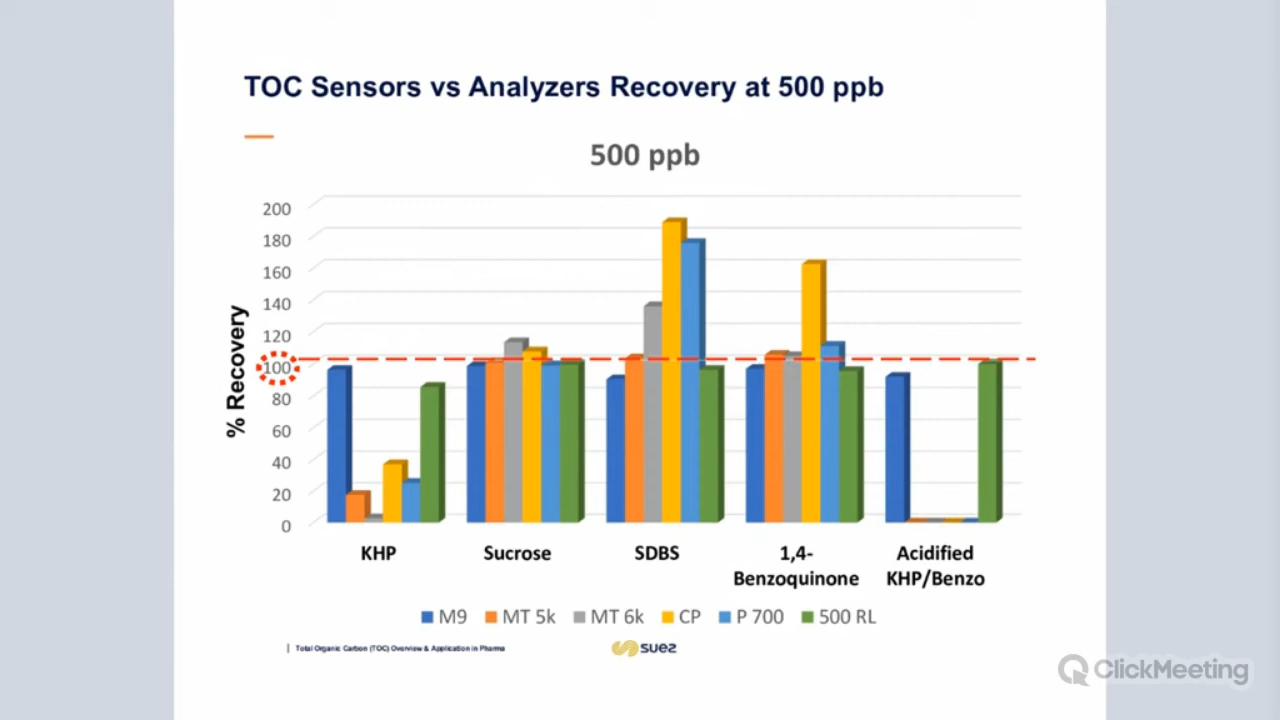 TOC Sensors vs Analyzers Recovery at 500 ppb
500 ppb
% Recovery
200
180
160
140
120
100
80
60
40
20
0
KHP
Sucrose
SDBS
1,4-
Benzoquinone
Acidified
KHP/Benzo
M9 MT 5k MT 6k CP P 700 500 RL
| Total Organic Carbon (TOC) Overview & Application in Pharma
suez
ClickMeeting